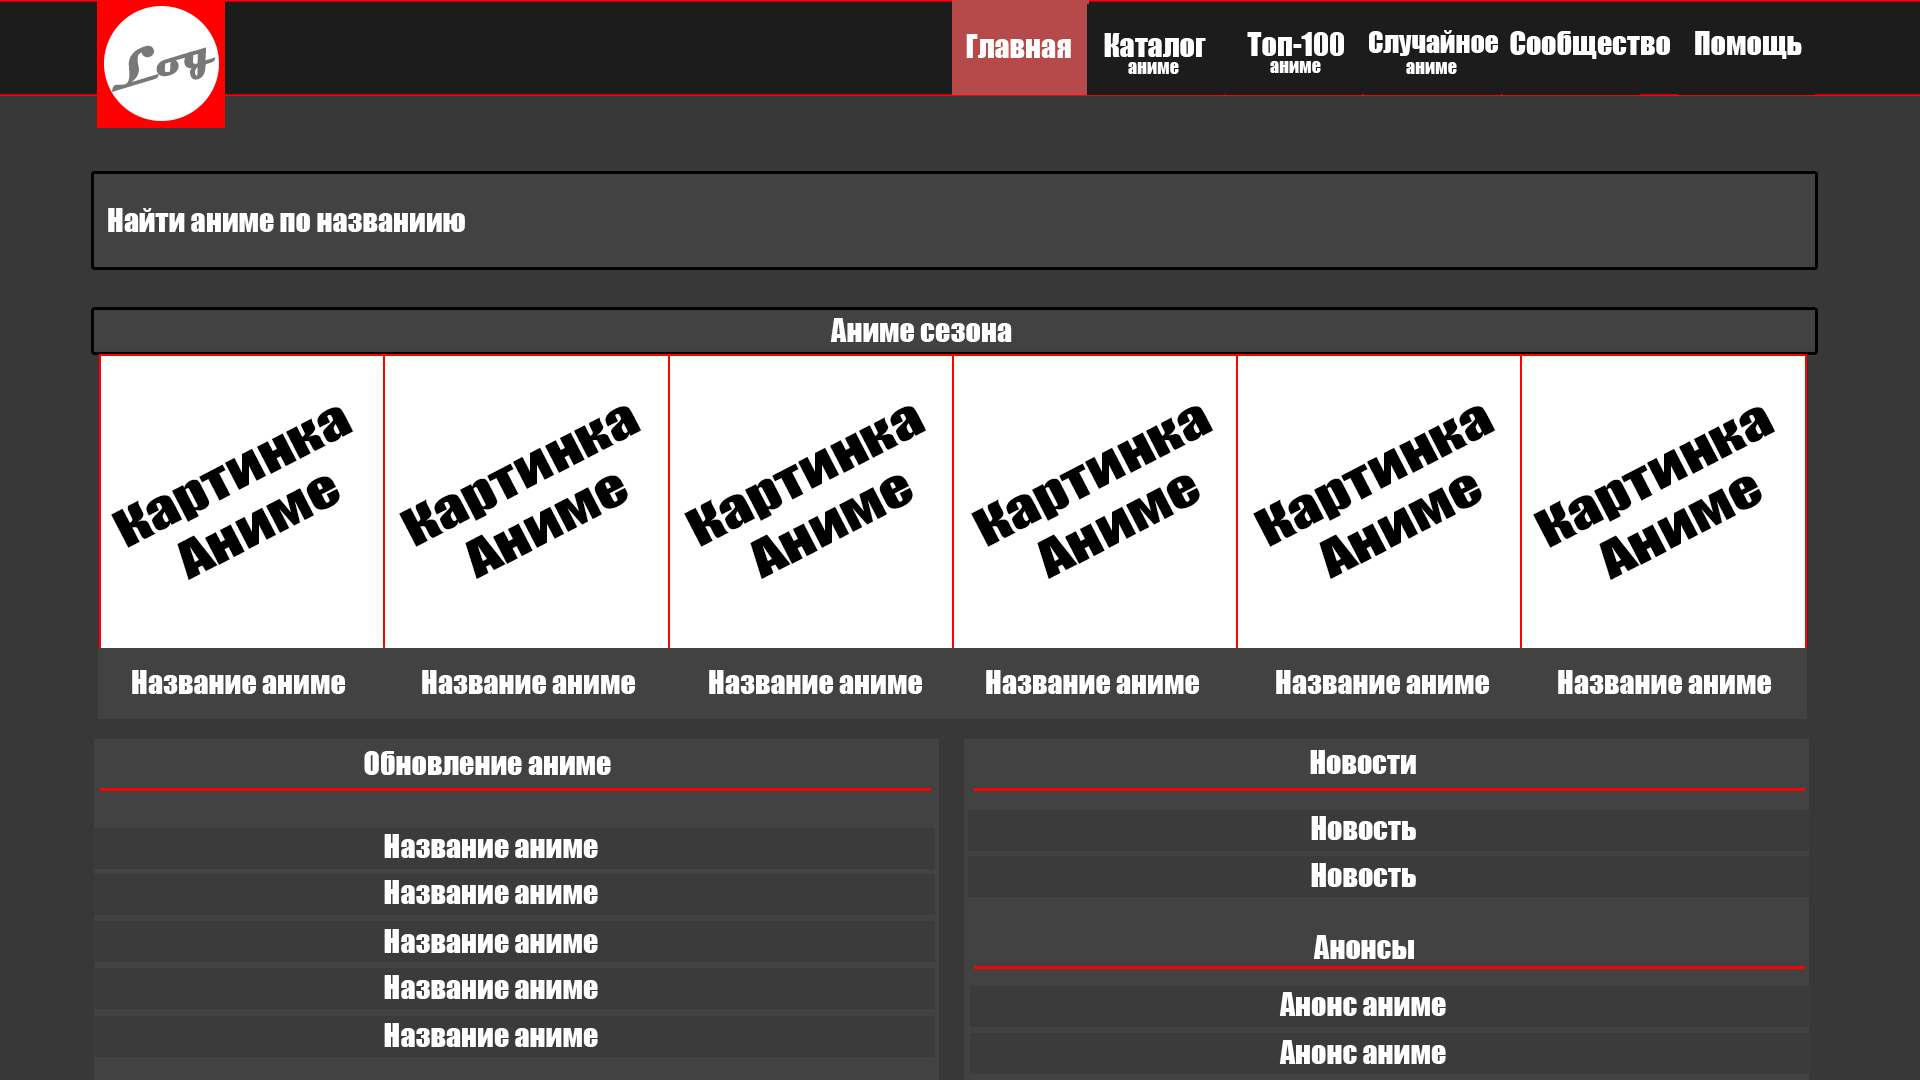 Log
Главная
Каталог
аниме
Топ-100
аниме
Случайное
аниме
Сообщество
Помощь
Найти аниме по названиию
Аниме сезона
Картинка
Аниме
Картинка
Аниме
Картинка
Аниме
Картинка
Аниме
Картинка
Аниме
Картинка
Аниме
Название аниме
Название аниме
Название аниме
Название аниме
Название аниме
Название аниме
Обновление аниме
Название аниме
Название аниме
Название аниме
Название аниме
Название аниме
Новости
Новость
Новость
Анонсы
Анонс аниме
Анонс аниме